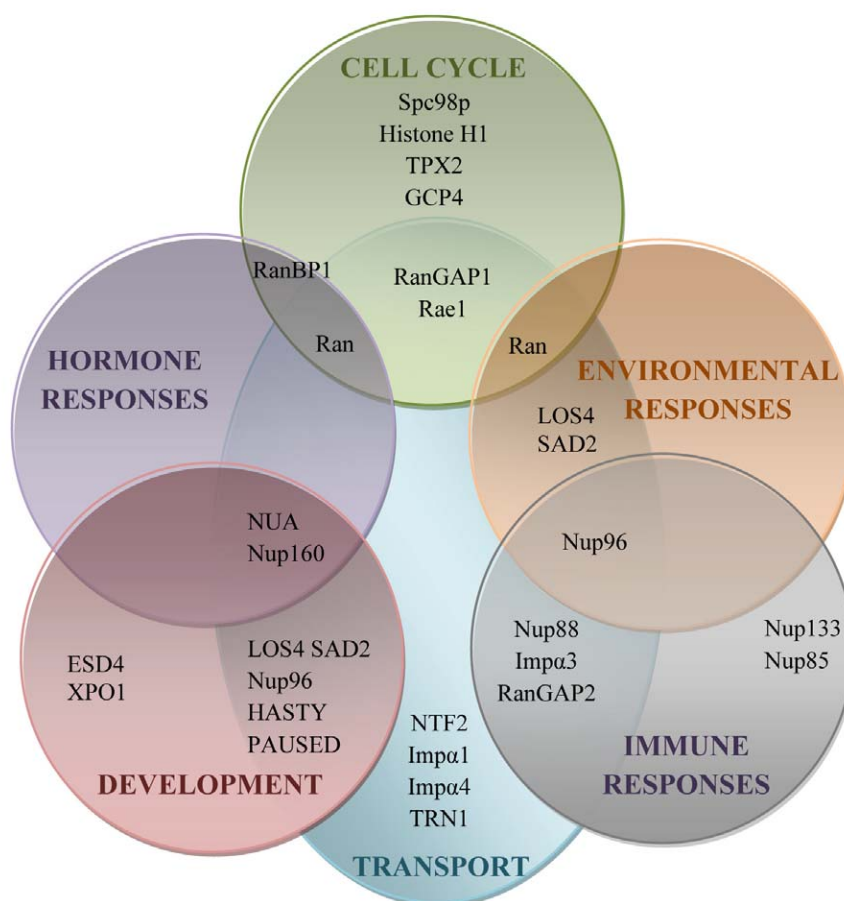 CELL CYCLE
Spc98p
Histone H1
TPX2
GCP4
RanBP1
RanGAP1
Rae1
Ran
Ran
HORMONE
RESPONSES
ENVIRONMENTAL
RESPONSES
LOS4
SAD2
NUA
Nup160
Nup96
ESD4
XPO1
LOS4 SAD2
Nup96
HASTY
PAUSED
DEVELOPMENT
Nup88
Impα3
RanGAP2
Nup133
Nup85
IMMUNE
RESPONSES
NTF2
Impα1
Impα4
TRN1
TRANSPORT